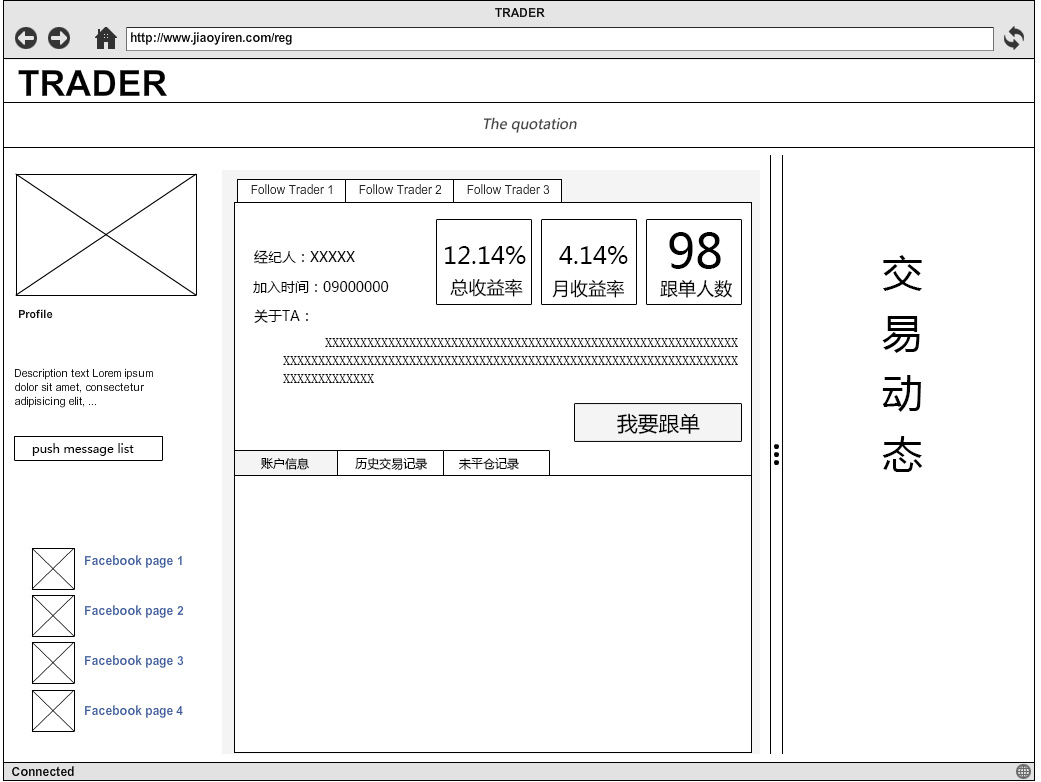 TRADER
http://www.jiaoyiren.com/reg
TRADER
The quotation
Profile
Description text Lorem ipsum
dolor sit amet, consectetur
adipisicing elit, ...
push message list
Facebook page 1
Facebook page 2
Facebook page 3
Facebook page 4
Follow Trader 1
Follow Trader 2
Follow Trader 3
经纪人：XXXXX
加入时间：09000000
关于TA：
12.14%
总收益率
4.14%
月收益率
98
跟单人数
XXXXXXXXXXXXXXXXXXXXXXXXXXXXXXXXXXXXXXXXXXXXXXXXXXXXXXXXXXX
XXXXXXXXXXXXXXXXXXXXXXXXXXXXXXXXXXXXXXXXXXXXXXXXXXXXXXXXXXXXXXXXX
XXXXXXXXXXXXX
我要跟单
账户信息
历史交易记录
未平仓记录
交
易
动
态
Connected